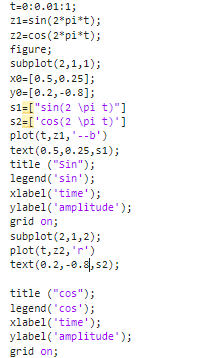 t=0:0.01:1;
z1=sin(2*pi*t);
z2=cos(2*pi*t);
figure;
subplot(2,1,1);
x0=[0.5,0.25];
y0=[0.2,-0.8];
s1=["sin(2 \pi t)"]
s2=['cos(2 \pi t)']
plot(t,z1,'--b')
text(0.5,0.25,s1);
title ("Sin");
legend('sin');
xlabel('time');
ylabel('amplitude');
grid on;
subplot(2,1,2);
plot(t,z2,'r')
text(0.2,-0.8,s2);
title ("cos");
legend('cos');
xlabel('time');
ylabel('amplitude');
grid on;